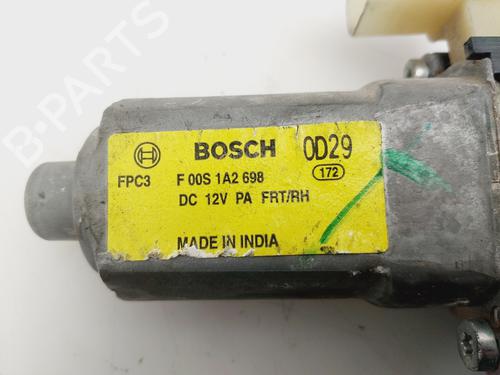 BOSCH 0D29
FPC3 F 00S 1A2 698 172
DC 12V PA FRT/RH
MADE IN INDIA
B-Parts